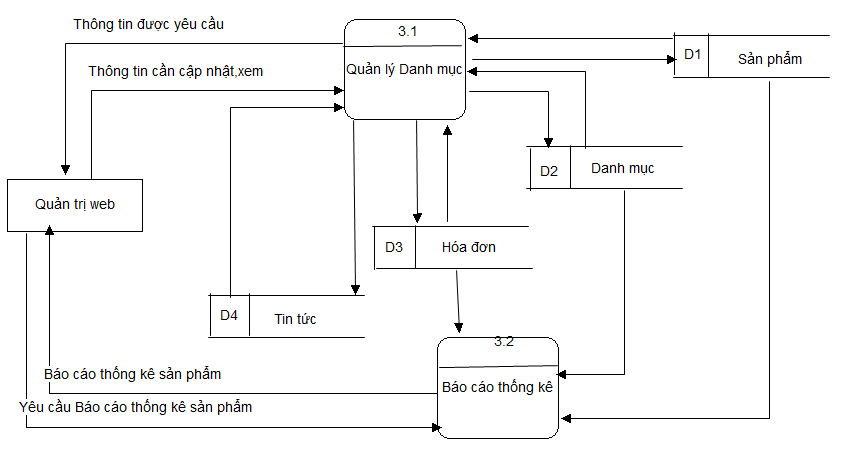 Thông tin được yêu cầu
3.1
Quản lý Danh mục
D1
Sản phẩm
Thông tin cần cập nhật,xem
D2
Danh mục
Quản trị web
D3
Hóa đơn
D4
Tin tức
3.2
Báo cáo thống kê
Báo cáo thống kê sản phẩm
Yêu cầu Báo cáo thống kê sản phẩm